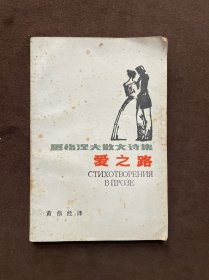 屠格涅夫散文诗集
爱之路
СТИХОТВОРЕНИЯ
В ПРОЗЕ
黄伟经 译